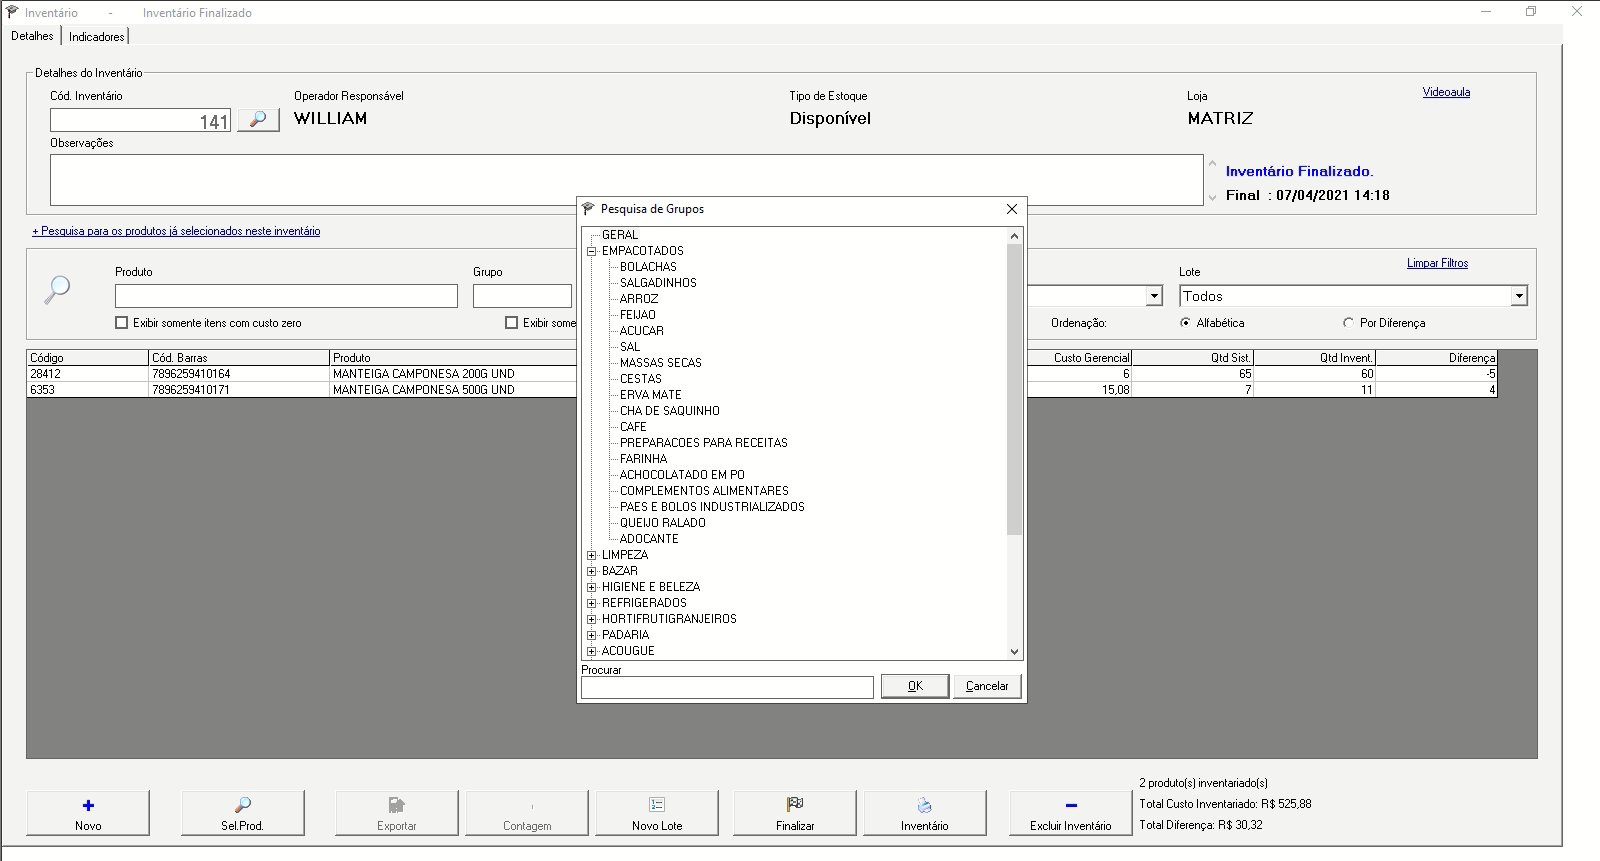 Inventário - Inventário Finalizado
Detalhes Indicadores
Detalhes do Inventário
Cód. Inventário Operador Responsável Tipo de Estoque Loja Videoaula
141 WILLIAM Disponível MATRIZ
Observações
Inventário Finalizado.
Final : 07/04/2021 14:18
+ Pesquisa para os produtos já selecionados neste inventário
Produto Grupo Lote Limpar Filtros
Todos
Exibir somente itens com custo zero Exibir some Ordenação: Alfabética Por Diferença
Código Cód. Barras Produto Custo Gerencial Qtd Sist. Qtd Invent. Diferença
28412 7896259410164 MANTEIGA CAMPONESA 200G UND 6 65 60 -5
6353 7896259410171 MANTEIGA CAMPONESA 500G UND 15,08 7 11 4
Pesquisa de Grupos
GERAL
EMPACOTADOS
BOLACHAS
SALGADINHOS
ARROZ
FEIJAO
ACUCAR
SAL
MASSAS SECAS
CESTAS
ERVA MATE
CHA DE SAQUINHO
CAFE
PREPARACOES PARA RECEITAS
FARINHA
ACHOCOLATADO EM PO
COMPLEMENTOS ALIMENTARES
PAES E BOLOS INDUSTRIALIZADOS
QUEIJO RALADO
ADOCANTE
LIMPEZA
BAZAR
HIGIENE E BELEZA
REFRIGERADOS
HORTIFRUTIGRANJEIROS
PADARIA
ACOUGUE
Procurar
OK Cancelar
Novo Sel.Prod. Exportar Contagem Novo Lote Finalizar Inventário Excluir Inventário
2 produto(s) inventariado(s)
Total Custo Inventariado: R$ 525,88
Total Diferença: R$ 30,32